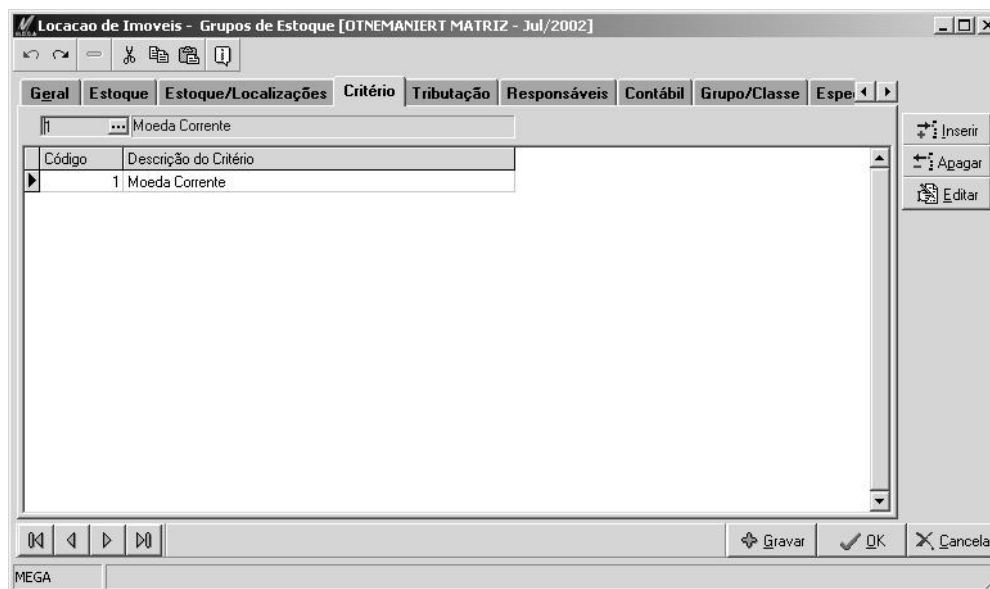 Locacao de Imoveis - Grupos de Estoque [OTNEMANIERT MATRIZ - Jul/2002]
Geral Estoque Estoque/Localizações Critério Tributação Responsáveis Contábil Grupo/Classe Espe
1 ... Moeda Corrente
Inserir
Código Descrição do Critério
Apagar
1 Moeda Corrente
Editar
Gravar OK Cancela
MEGA